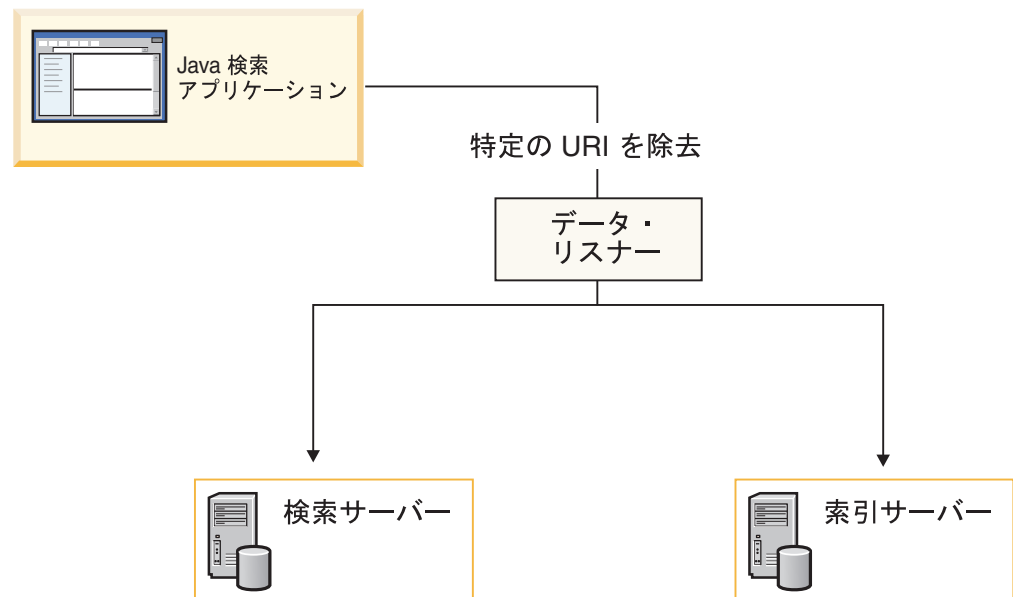 Java 検索
アプリケーション
特定の URI を除去
データ・
リスナー
検索サーバー
索引サーバー